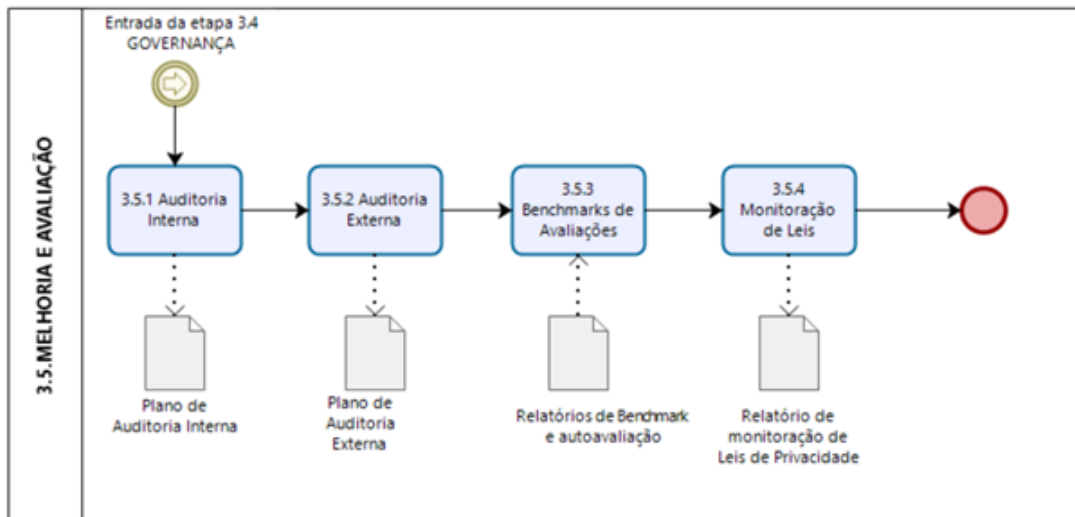 Entrada da etapa 3.4
GOVERNANÇA
3.5.MELHORIA E AVALIAÇÃO
3.5.1 Auditoria
Interna
3.5.2 Auditoria
Externa
3.5.3
Benchmarks de
Avaliações
3.5.4
Monitoração
de Leis
Plano de
Auditoria Interna
Plano de
Auditoria
Externa
Relatórios de Benchmark
e autoavaliação
Relatório de
monitoração de
Leis de Privacidade